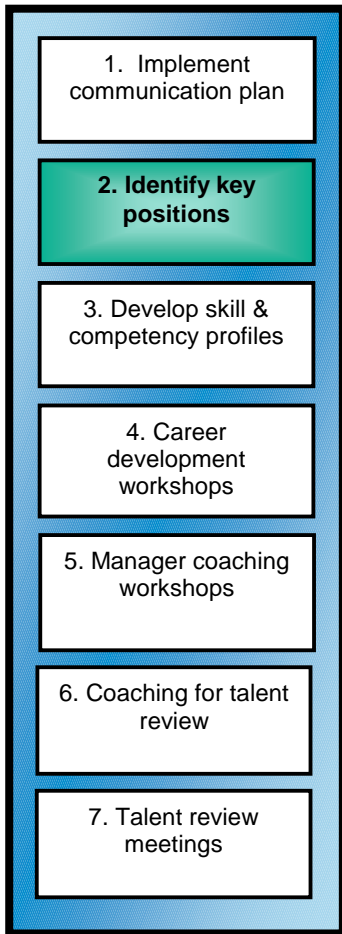 1. Implement
communication plan
2. Identify key
positions
3. Develop skill &
competency profiles
4. Career
development
workshops
5. Manager coaching
workshops
6. Coaching for talent
review
7. Talent review
meetings